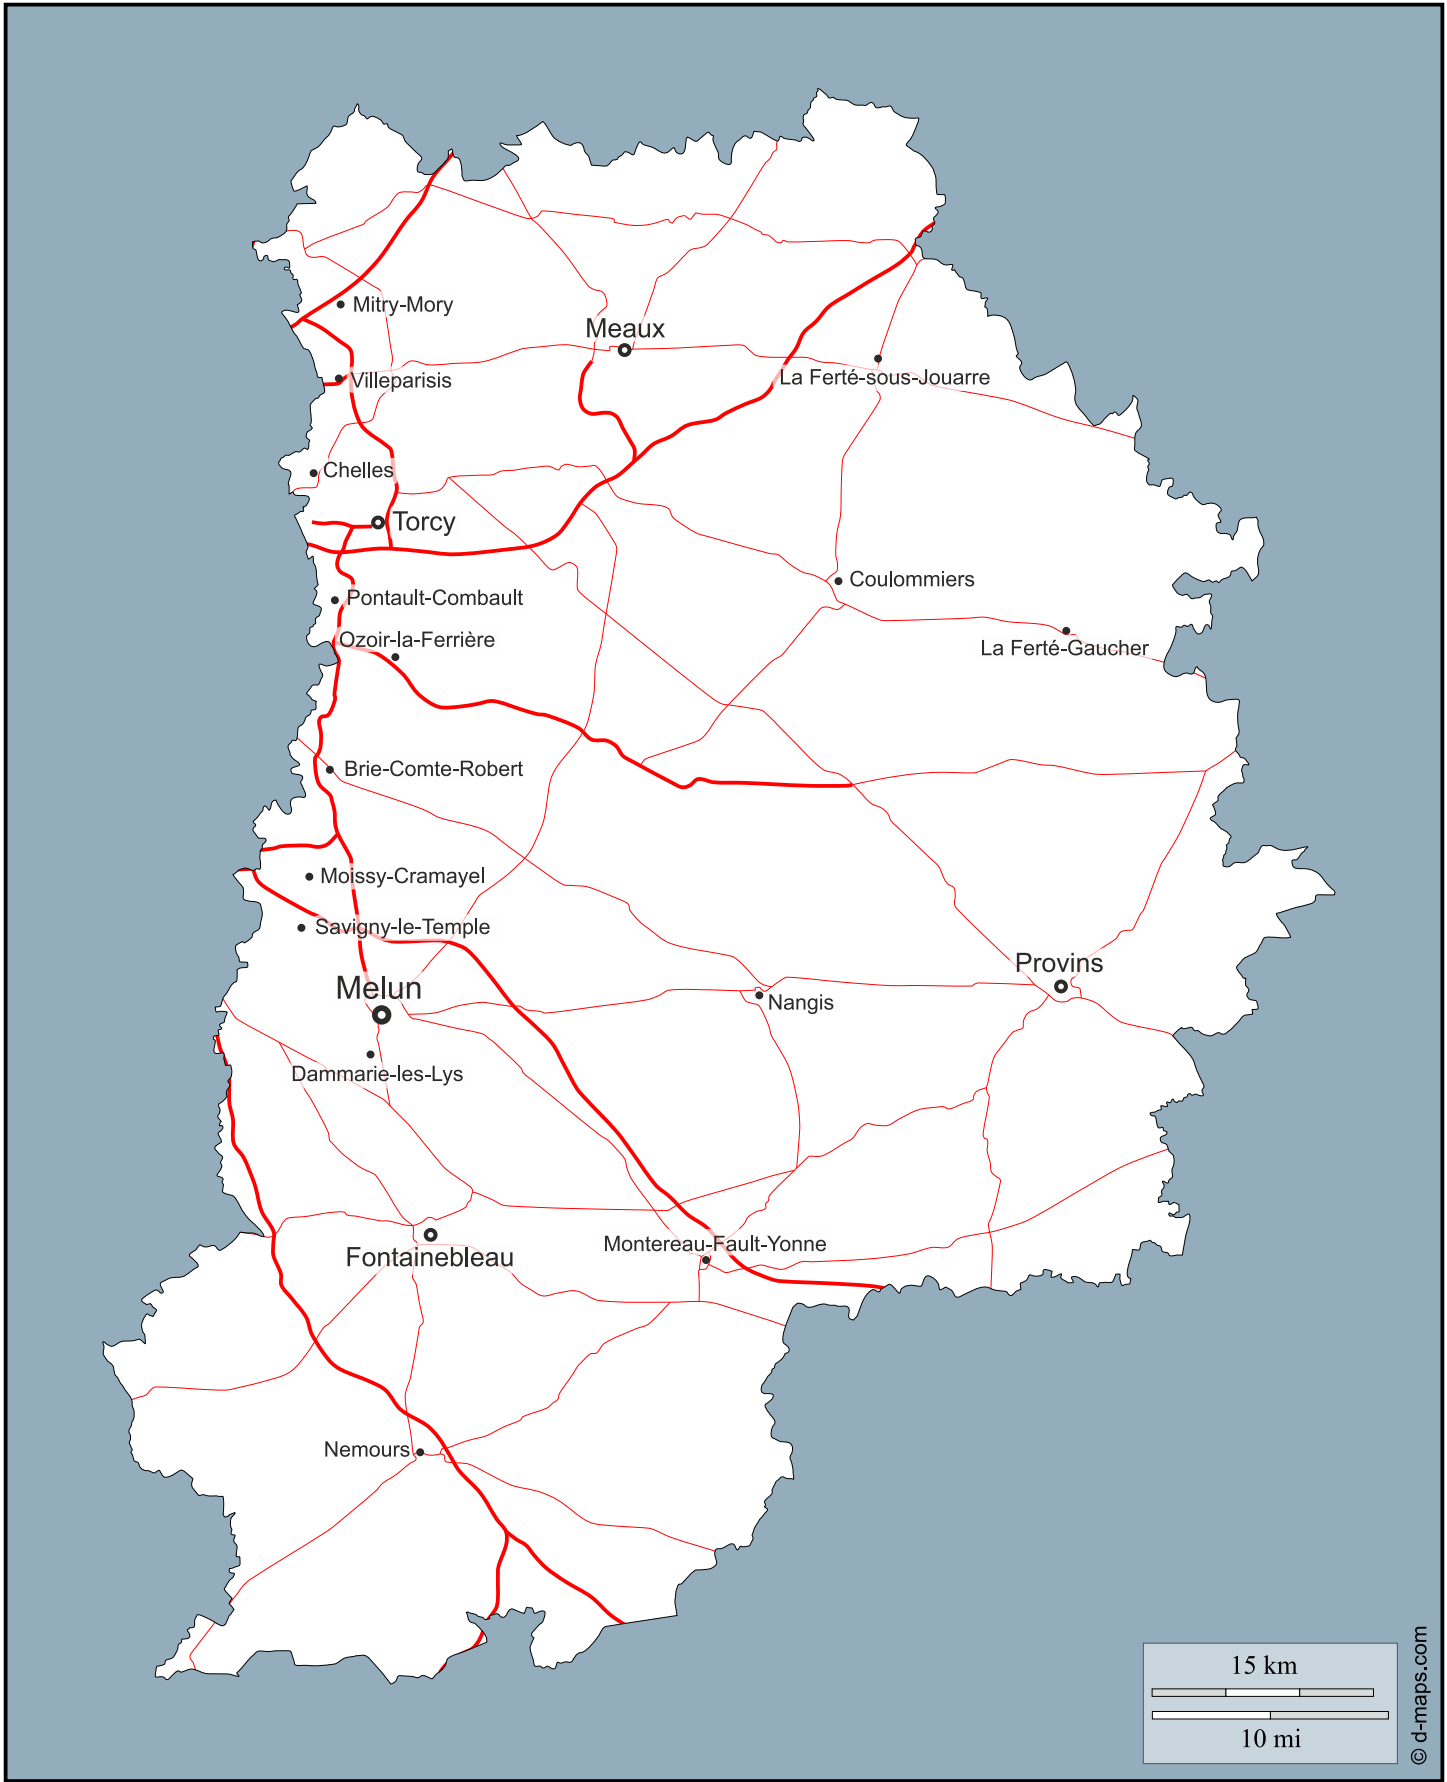 Mitry-Mory
Meaux
La Ferté-sous-Jouarre
Villeparisis
Chelles
Torcy
Coulommiers
Pontault-Combault
Ozoir-la-Ferrière
La Ferté-Gaucher
Brie-Comte-Robert
Moissy-Cramayel
Savigny-le-Temple
Provins
Melun
Nangis
Dammarie-les-Lys
Montereau-Fault-Yonne
Fontainebleau
Nemours
15 km
10 mi
© d-maps.com